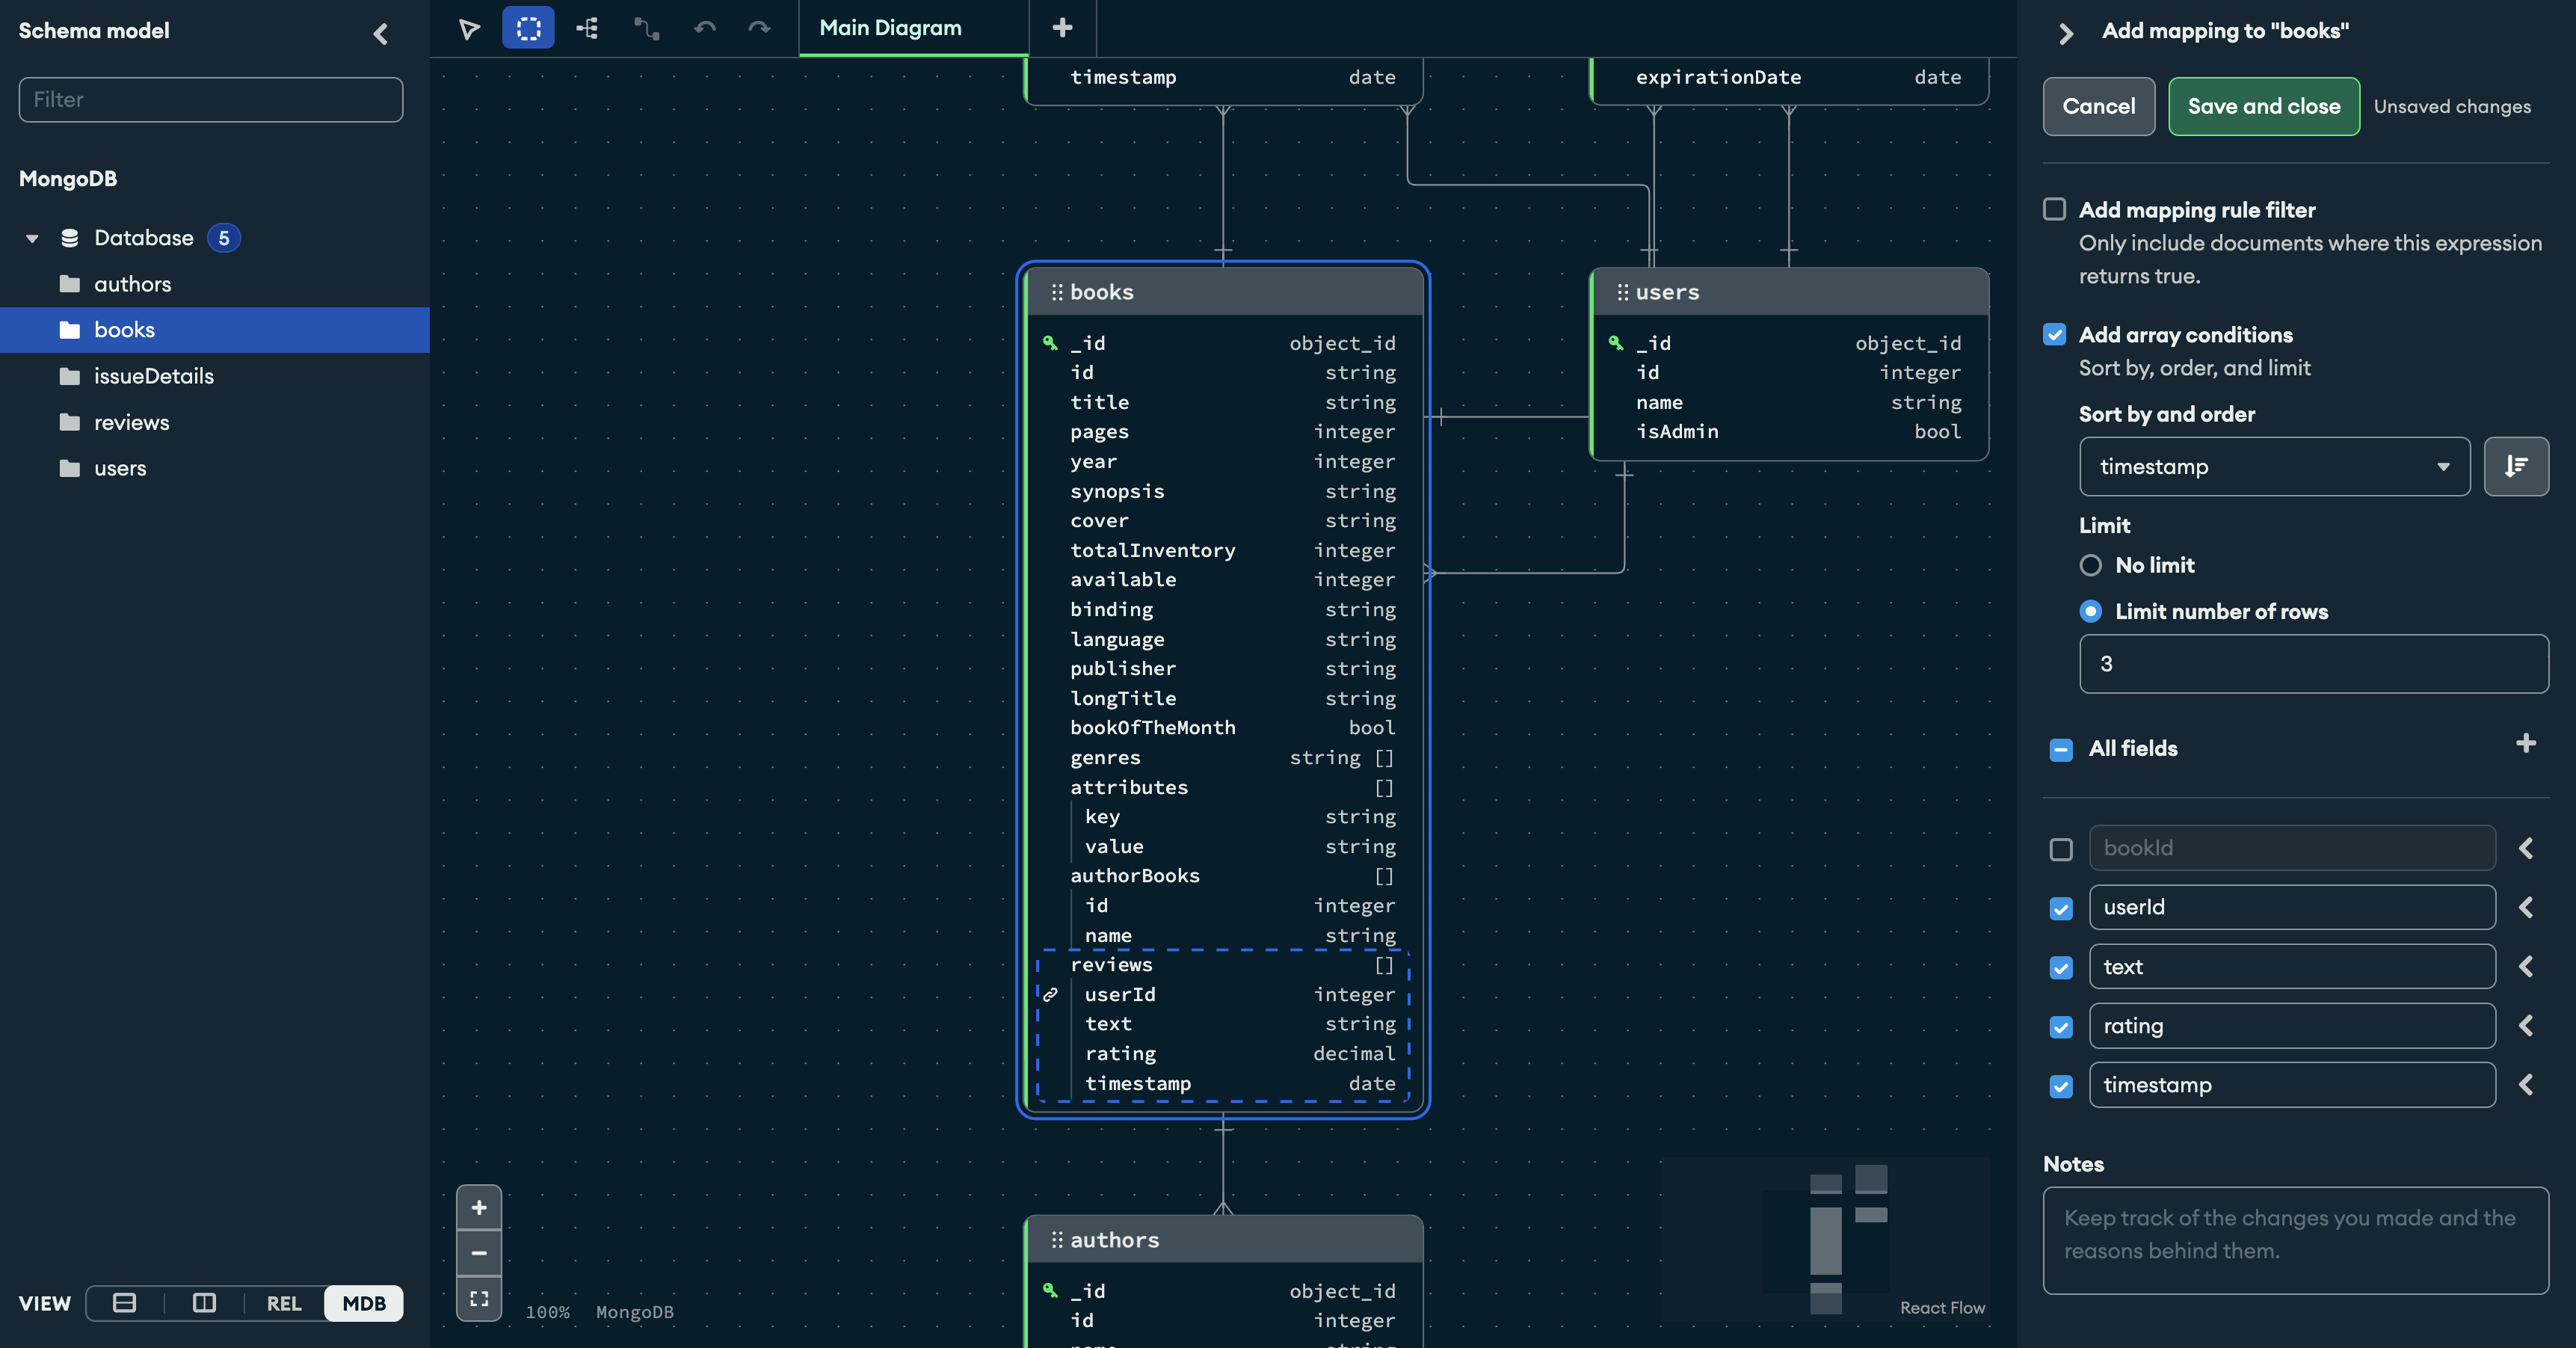 Schema model
Filter
MongoDB
Database 5
authors
books
issueDetails
reviews
users
VIEW REL MDB
Main Diagram
timestamp date
expirationDate date
books
_id object_id
id string
title string
pages integer
year integer
synopsis string
cover string
totalInventory integer
available integer
binding string
language string
publisher string
longTitle string
bookOfTheMonth bool
genres string []
attributes []
key string
value string
authorBooks []
id integer
name string
reviews []
userId integer
text string
rating decimal
timestamp date
users
_id object_id
id integer
name string
isAdmin bool
authors
_id object_id
id integer
100% MongoDB
React Flow
Add mapping to "books"
Cancel Save and close Unsaved changes
Add mapping rule filter
Only include documents where this expression
returns true.
Add array conditions
Sort by, order, and limit
Sort by and order
timestamp
Limit
No limit
Limit number of rows
3
All fields
bookId
userId
text
rating
timestamp
Notes
Keep track of the changes you made and the
reasons behind them.